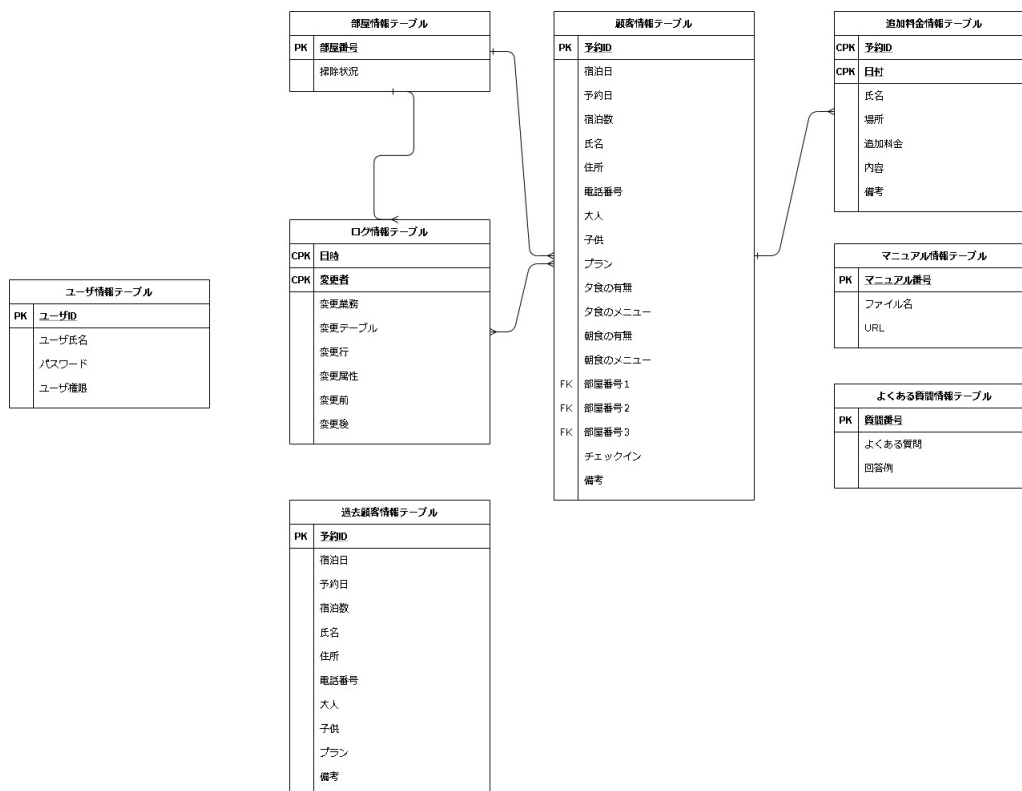 部屋情報テーブル
PK 部屋番号
掃除状況
顧客情報テーブル
PK 予約ID
宿泊日
予約日
宿泊数
氏名
住所
電話番号
大人
子供
プラン
夕食の有無
夕食のメニュー
朝食の有無
朝食のメニュー
FK 部屋番号1
FK 部屋番号2
FK 部屋番号3
チェックイン
備考
追加料金情報テーブル
CPK 予約ID
CPK 日付
氏名
場所
追加料金
内容
備考
ログ情報テーブル
CPK 日時
CPK 変更者
変更業務
変更テーブル
変更行
変更属性
変更前
変更後
マニュアル情報テーブル
PK マニュアル番号
ファイル名
URL
ユーザ情報テーブル
PK ユーザID
ユーザ氏名
パスワード
ユーザ権限
よくある質問情報テーブル
PK 質問番号
よくある質問
回答例
過去顧客情報テーブル
PK 予約ID
宿泊日
予約日
宿泊数
氏名
住所
電話番号
大人
子供
プラン
備考